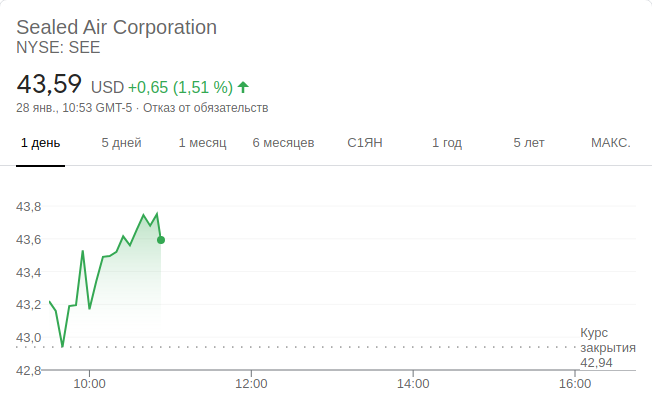 Sealed Air Corporation
NYSE: SEE
43,59 USD +0,65 (1,51 %)
28 янв., 10:53 GMT-5 · Отказ от обязательств
1 день 5 дней 1 месяц 6 месяцев С1ЯН 1 год 5 лет МАКС.
43,8
43,6
43,4
43,2
43,0
Курс
закрытия
42,94
42,8
10:00 12:00 14:00 16:00